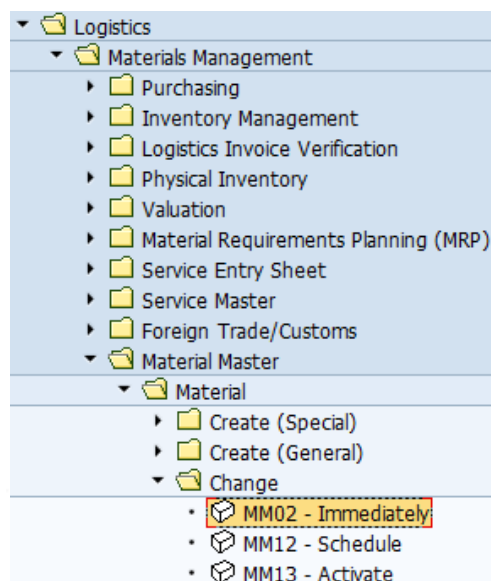 Logistics
Materials Management
Purchasing
Inventory Management
Logistics Invoice Verification
Physical Inventory
Valuation
Material Requirements Planning (MRP)
Service Entry Sheet
Service Master
Foreign Trade/Customs
Material Master
Material
Create (Special)
Create (General)
Change
MM02 - Immediately
MM12 - Schedule
MM13 - Activate